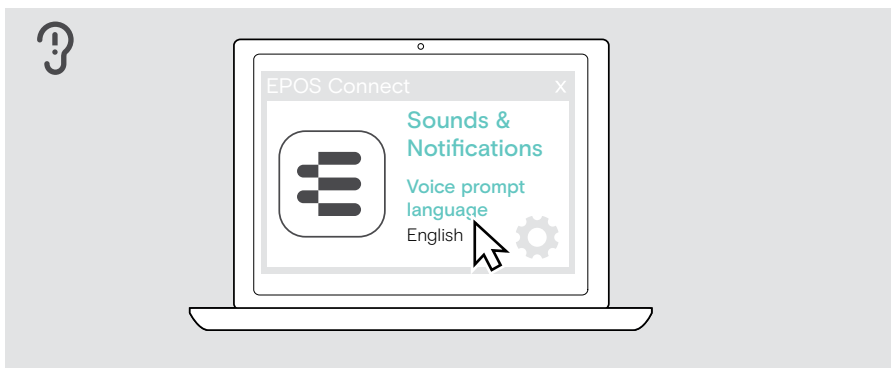 EPOS Connect x
Sounds &
Notifications
Voice prompt
language
English